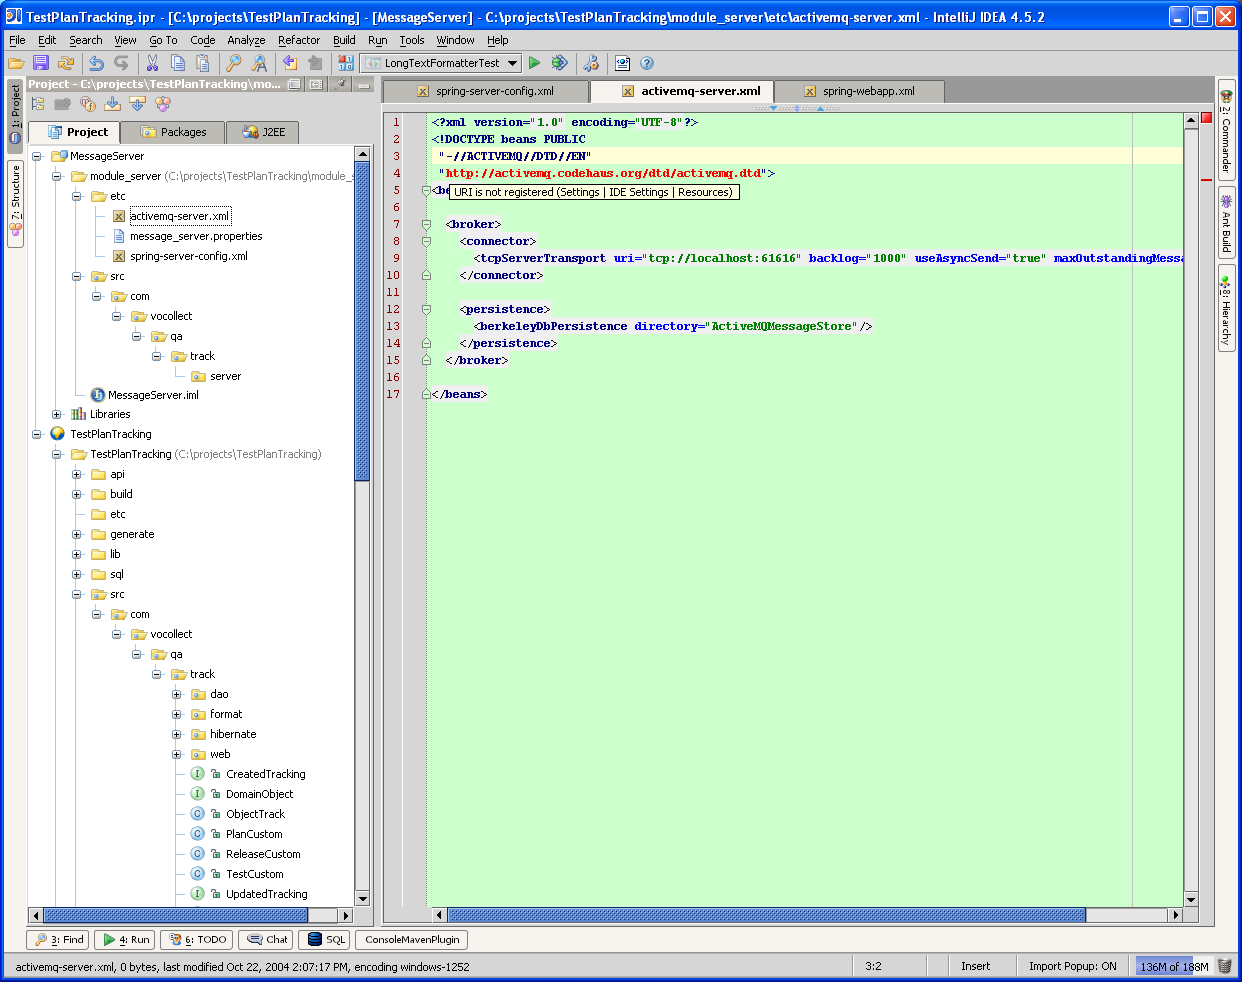 TestPlanTracking.ipr - [C:\projects\TestPlanTracking] - [MessageServer] - C:\projects\TestPlanTracking\module_server\etc\activemq-server.xml - IntelliJ IDEA 4.5.2
File Edit Search View Go To Code Analyze Refactor Build Run Tools Window Help
LongTextFormatterTest
Project - C:\projects\TestPlanTracking\mo...
spring-server-config.xml activemq-server.xml spring-webapp.xml
Project Packages J2EE
1: Project
7: Structure
MessageServer
module_server (C:\projects\TestPlanTracking\module_s
etc
activemq-server.xml
message_server.properties
spring-server-config.xml
src
com
vocollect
qa
track
server
MessageServer.iml
Libraries
TestPlanTracking
TestPlanTracking (C:\projects\TestPlanTracking)
api
build
etc
generate
lib
sql
src
com
vocollect
qa
track
dao
format
hibernate
web
CreatedTracking
DomainObject
ObjectTrack
PlanCustom
ReleaseCustom
TestCustom
UpdatedTracking
1 <?xml version="1.0" encoding="UTF-8"?>
2 <!DOCTYPE beans PUBLIC
3 "-//ACTIVEMQ//DTD//EN"
4 "http://activemq.codehaus.org/dtd/activemq.dtd">
5 <be
URI is not registered (Settings | IDE Settings | Resources)
6
7 <broker>
8 <connector>
9 <tcpServerTransport uri="tcp://localhost:61616" backlog="1000" useAsyncSend="true" maxOutstandingMessa
10 </connector>
11
12 <persistence>
13 <berkeleyDbPersistence directory="ActiveMQMessageStore"/>
14 </persistence>
15 </broker>
16
17 </beans>
2: Commander
Ant Build
8: Hierarchy
3: Find 4: Run 6: TODO Chat SQL ConsoleMavenPlugin
activemq-server.xml, 0 bytes, last modified Oct 22, 2004 2:07:17 PM, encoding windows-1252 3:2 Insert Import Popup: ON 136M of 188M